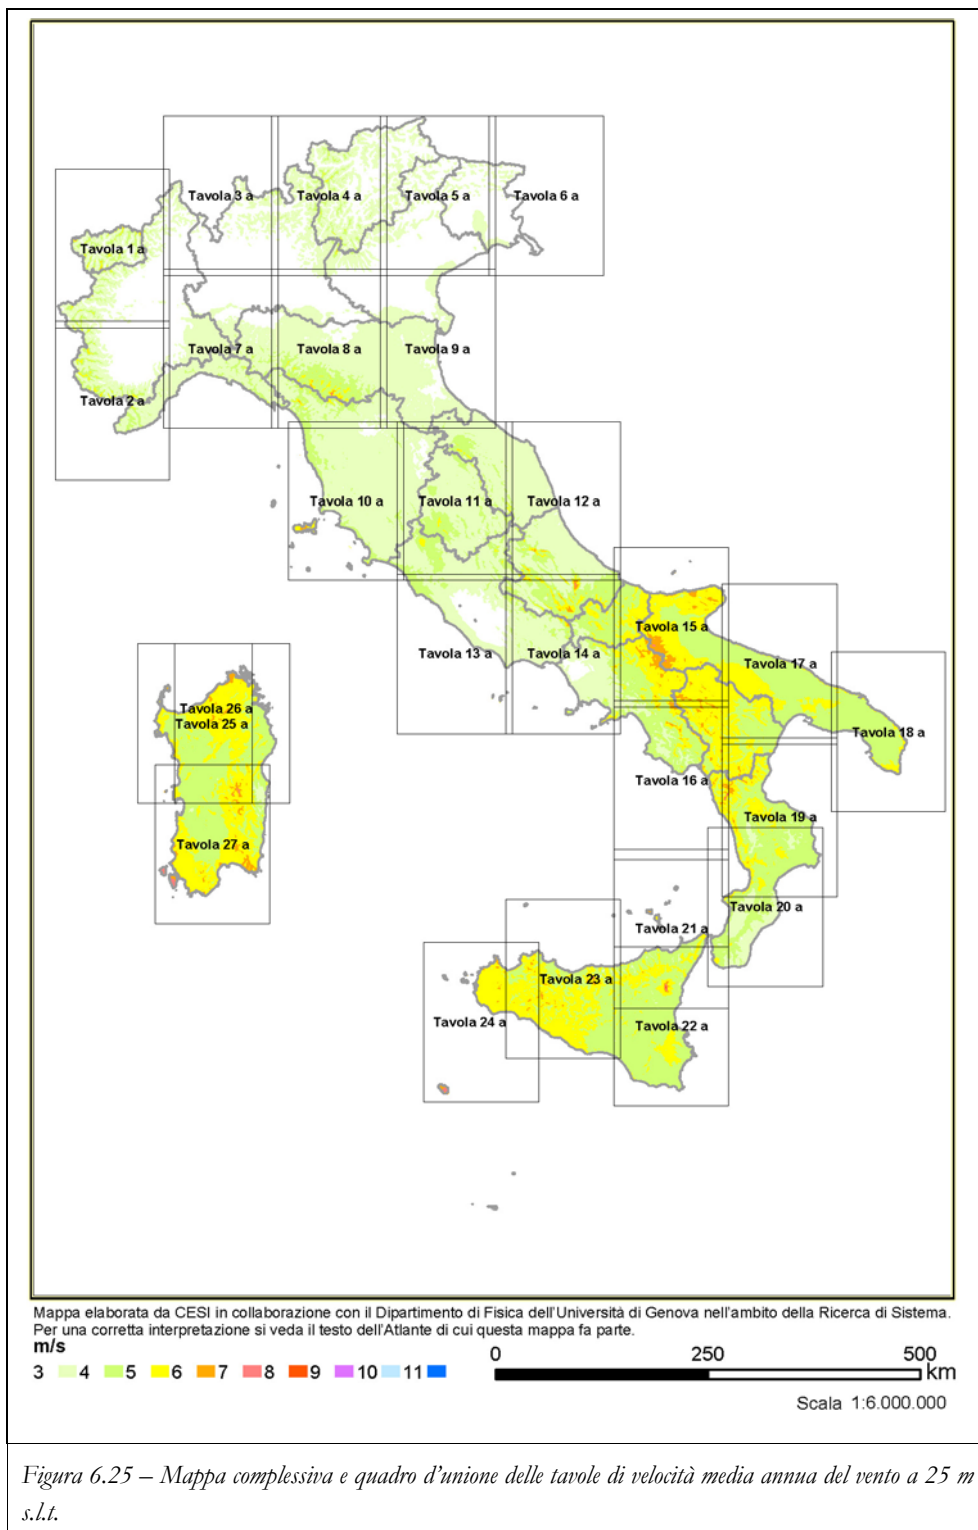 Tavola 3 a
Tavola 4 a
Tavola 5 a
Tavola 6 a
Tavola 1 a
Tavola 7 a
Tavola 8 a
Tavola 9 a
Tavola 2 a
Tavola 10 a
Tavola 11 a
Tavola 12 a
Tavola 15 a
Tavola 13 a
Tavola 14 a
Tavola 17 a
Tavola 26 a
Tavola 25 a
Tavola 18 a
Tavola 16 a
Tavola 19 a
Tavola 27 a
Tavola 20 a
Tavola 21 a
Tavola 23 a
Tavola 24 a
Tavola 22 a
Mappa elaborata da CESI in collaborazione con il Dipartimento di Fisica dell'Università di Genova nell'ambito della Ricerca di Sistema.
Per una corretta interpretazione si veda il testo dell'Atlante di cui questa mappa fa parte.
m/s
3 4 5 6 7 8 9 10 11
0 250 500
km
Scala 1:6.000.000
Figura 6.25 – Mappa complessiva e quadro d'unione delle tavole di velocità media annua del vento a 25 m
s.l.t.